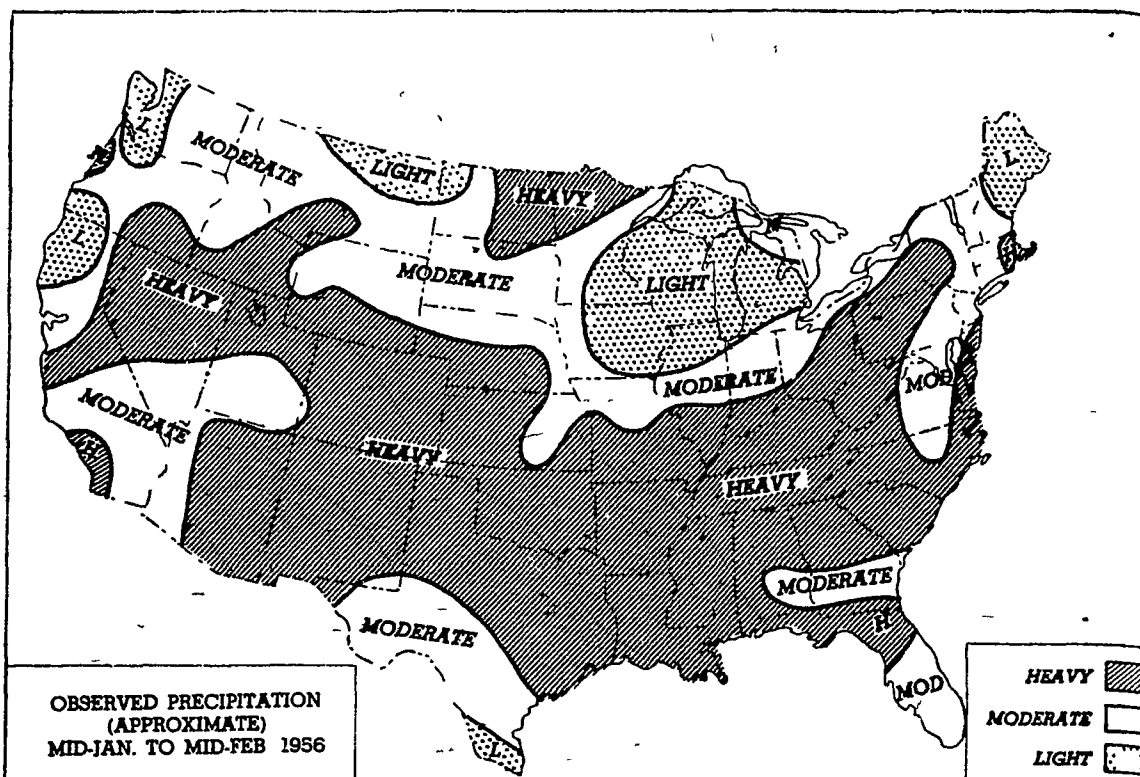 L
MODERATE
LIGHT
HEAVY
L
H
L
HEAVY
MODERATE
LIGHT
MODERATE
MOD
MODERATE
H
HEAVY
HEAVY
MODERATE
MODERATE
H
MOD
L
OBSERVED PRECIPITATION
(APPROXIMATE)
MID-JAN. TO MID-FEB 1956
HEAVY
MODERATE
LIGHT